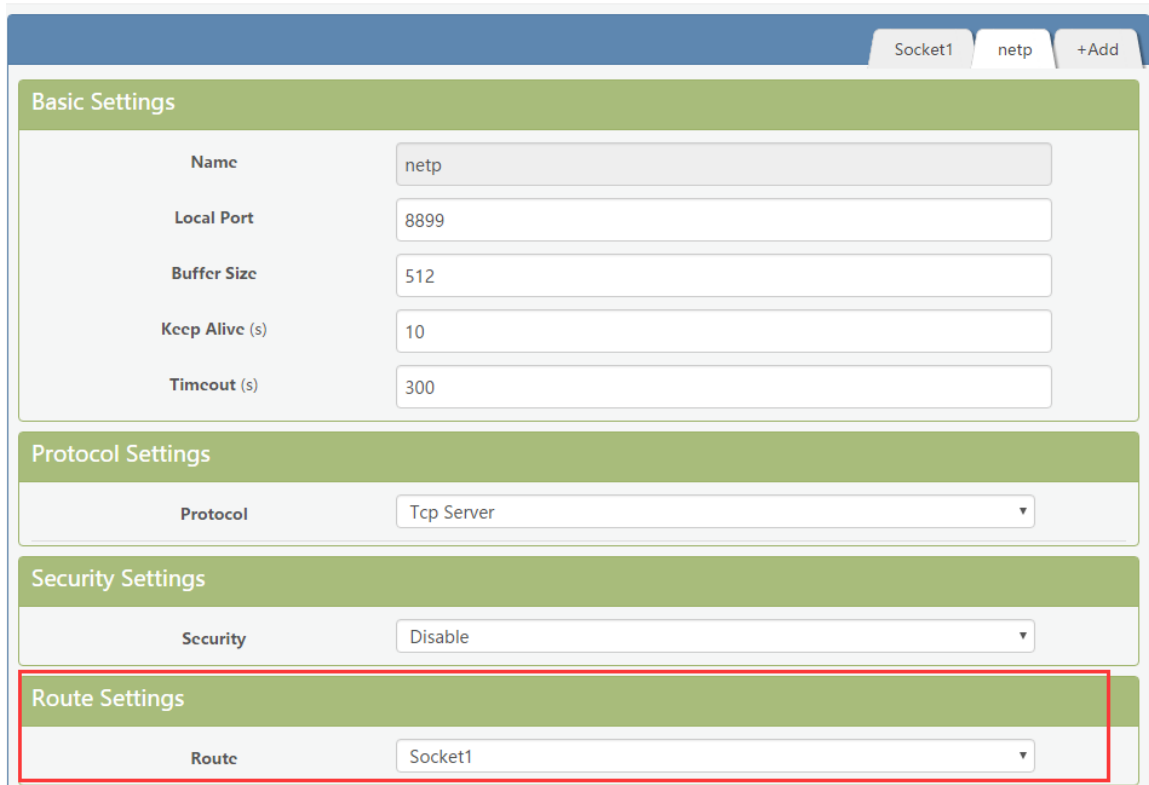 Socket1 netp +Add
Basic Settings
Name netp
Local Port 8899
Buffer Size 512
Keep Alive (s) 10
Timeout (s) 300
Protocol Settings
Protocol Tcp Server
Security Settings
Security Disable
Route Settings
Route Socket1